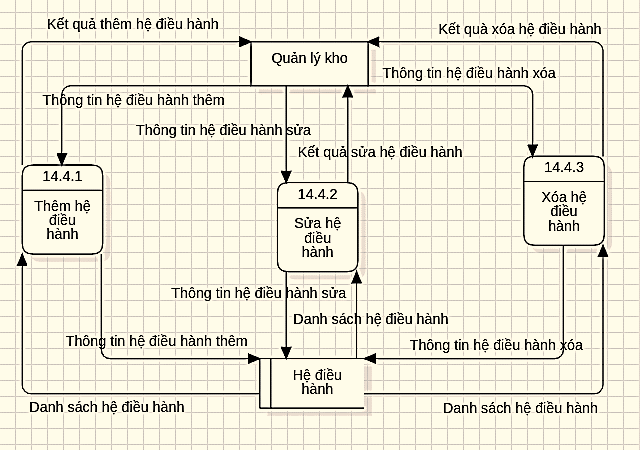 Kết quả thêm hệ điều hành
Kết quả xóa hệ điều hành
Quản lý kho
Thông tin hệ điều hành xóa
Thông tin hệ điều hành thêm
Thông tin hệ điều hành sửa
Kết quả sửa hệ điều hành
14.4.1
Thêm hệ
điều
hành
14.4.2
Sửa hệ
điều
hành
14.4.3
Xóa hệ
điều
hành
Thông tin hệ điều hành sửa
Danh sách hệ điều hành
Thông tin hệ điều hành thêm
Thông tin hệ điều hành xóa
Hệ điều
hành
Danh sách hệ điều hành
Danh sách hệ điều hành